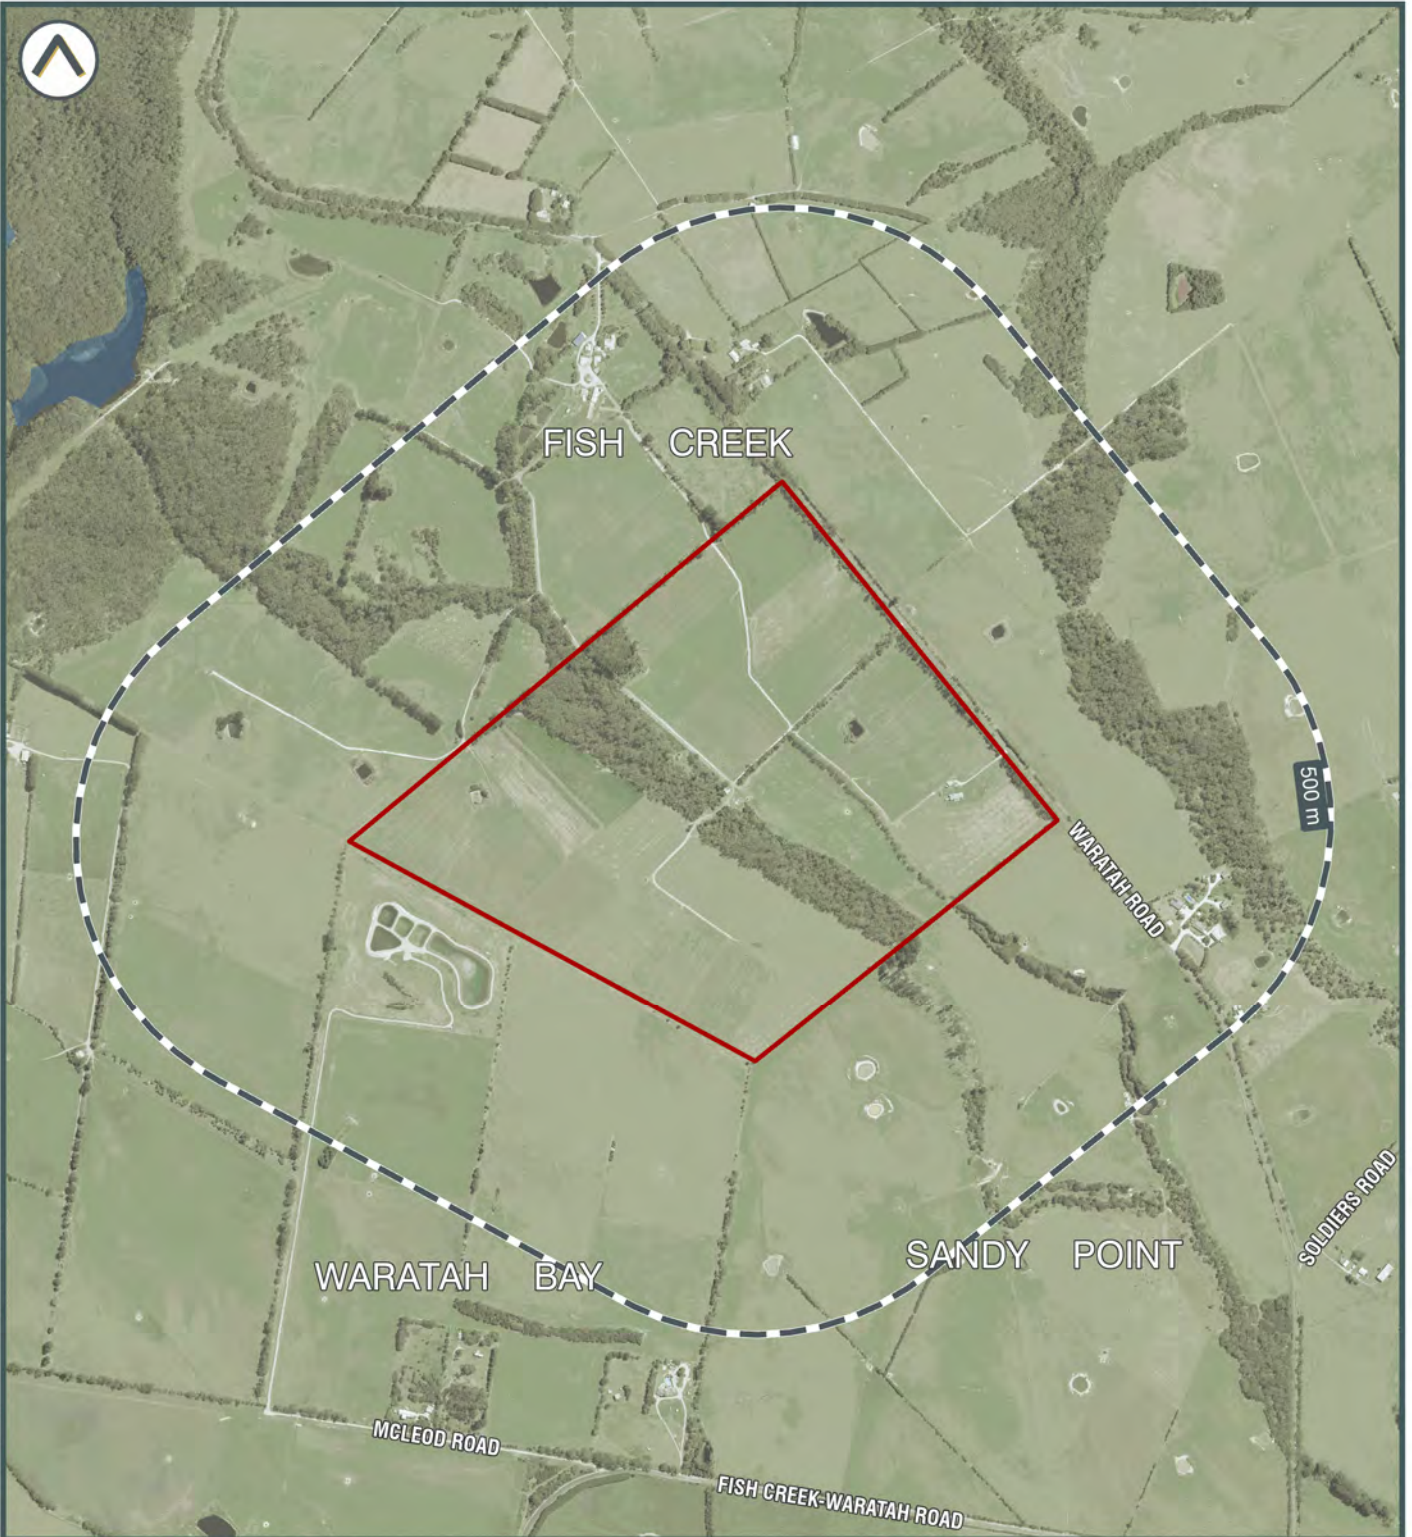 FISH CREEK
500 m
WARATAH ROAD
SOLDIERS ROAD
SANDY POINT
WARATAH BAY
MCLEOD ROAD
FISH CREEK-WARATAH ROAD